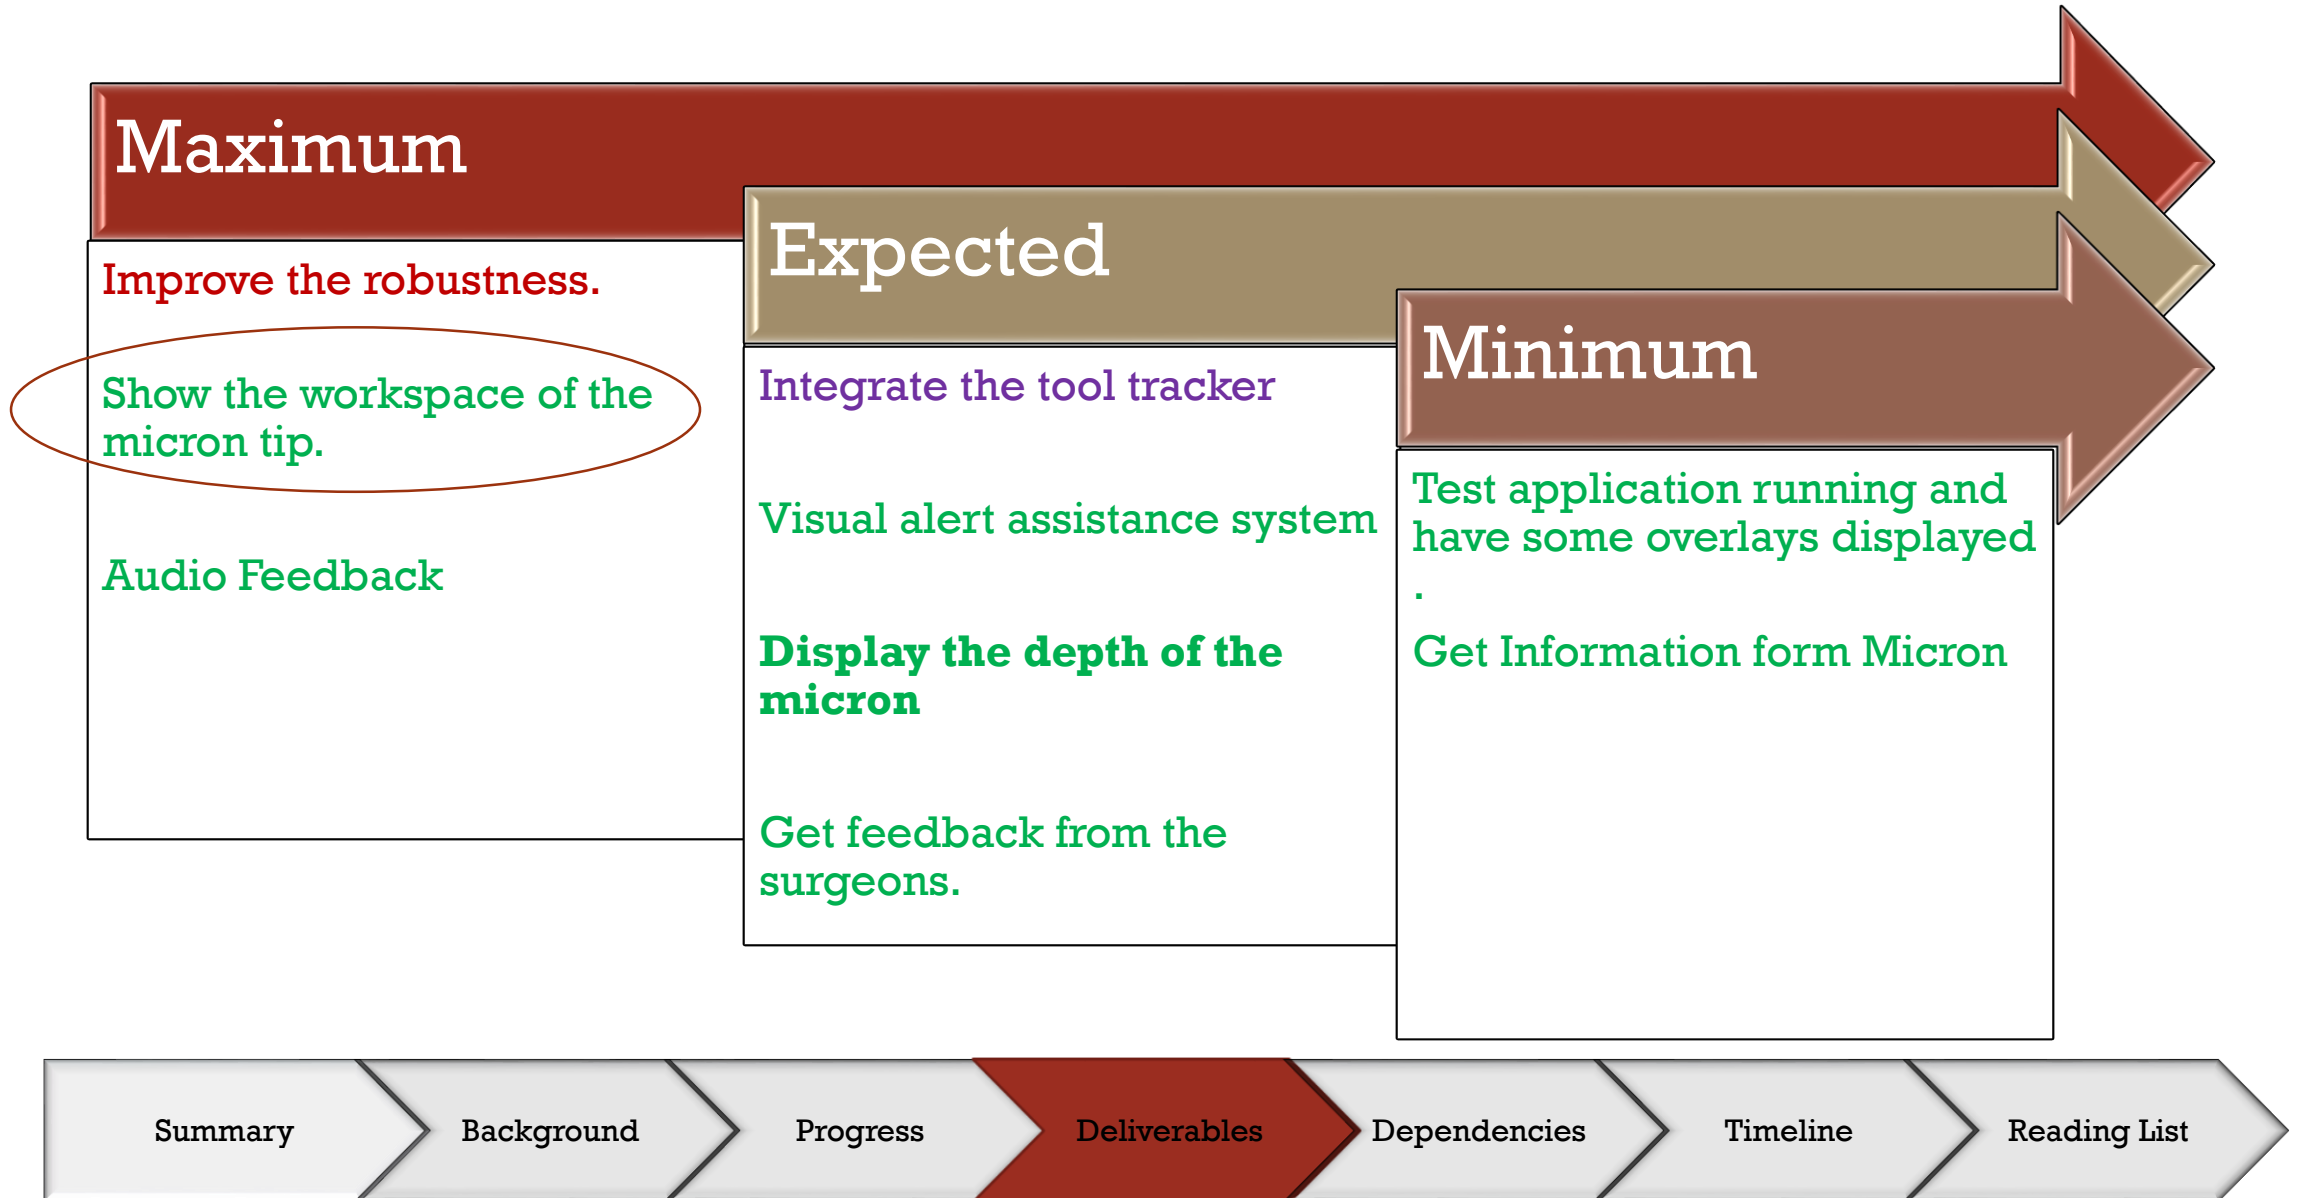 Maximum
Improve the robustness.
Show the workspace of the
micron tip.
Audio Feedback
Expected
Integrate the tool tracker
Visual alert assistance system
Display the depth of the
micron
Get feedback from the
surgeons.
Minimum
Test application running and
have some overlays displayed
.
Get Information form Micron
Summary
Background
Progress
Deliverables
Dependencies
Timeline
Reading List